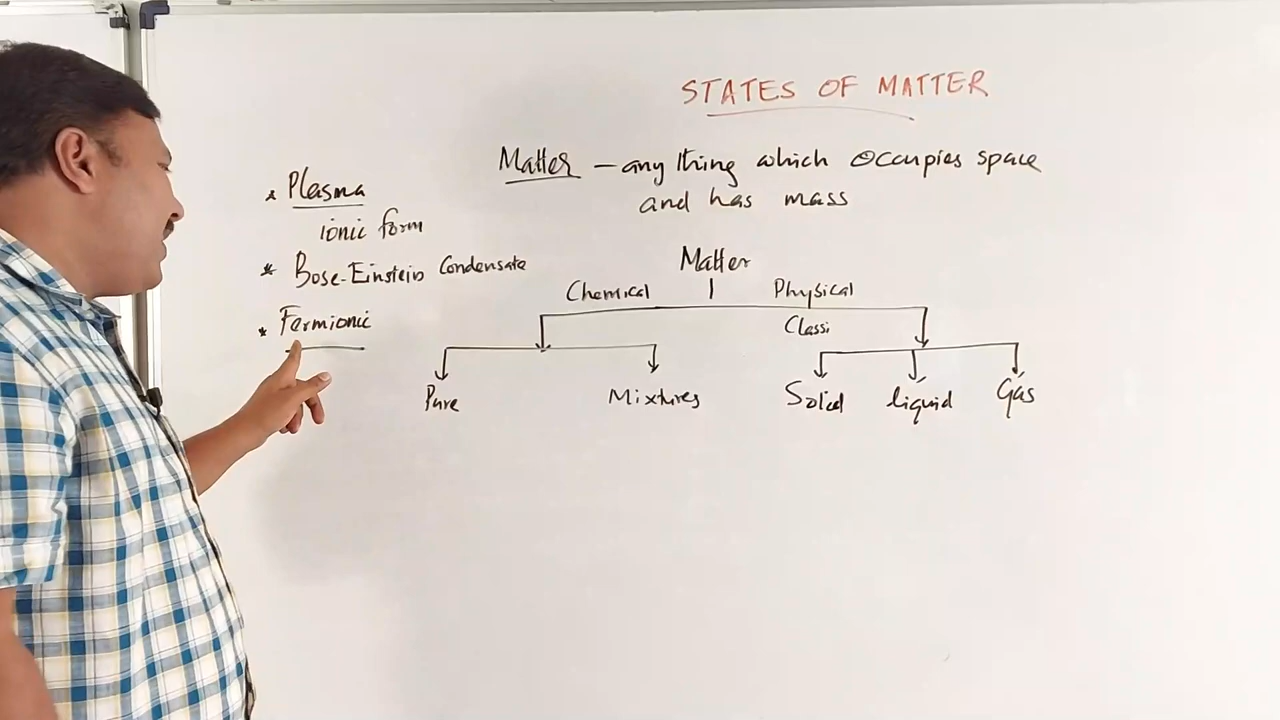 STATES OF MATTER
Matter – any thing which occupies space
and has mass
* Plasma
ionic form
* Bose-Einstein Condensate
* Fermionic
Matter
Chemical Physical
Classi
Pure Mixtures Solid liquid Gas